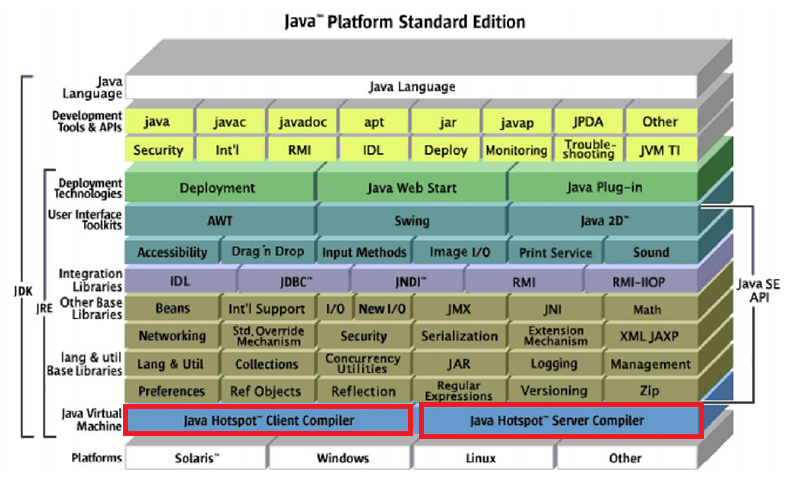 Java™ Platform Standard Edition
Java Language
Java Language
Development Tools & APIs
java javac javadoc apt jar javap JPDA Other
Security Int'l RMI IDL Deploy Monitoring Trouble-shooting JVM TI
Deployment Technologies
Deployment Java Web Start Java Plug-in
User Interface Toolkits
AWT Swing Java 2D™
Accessibility Drag'n Drop Input Methods Image I/O Print Service Sound
Integration Libraries
IDL JDBC™ JNDI™ RMI RMI-IIOP
Other Base Libraries
Beans Int'l Support I/O New I/O JMX JNI Math
Networking Std. Override Mechanism Security Serialization Extension Mechanism XML JAXP
lang & util Base Libraries
Lang & Util Collections Concurrency Utilities JAR Logging Management
Preferences Ref Objects Reflection Regular Expressions Versioning Zip
Java Virtual Machine
Java Hotspot™ Client Compiler Java Hotspot™ Server Compiler
Platforms
Solaris™ Windows Linux Other
JDK
JRE
Java SE
API